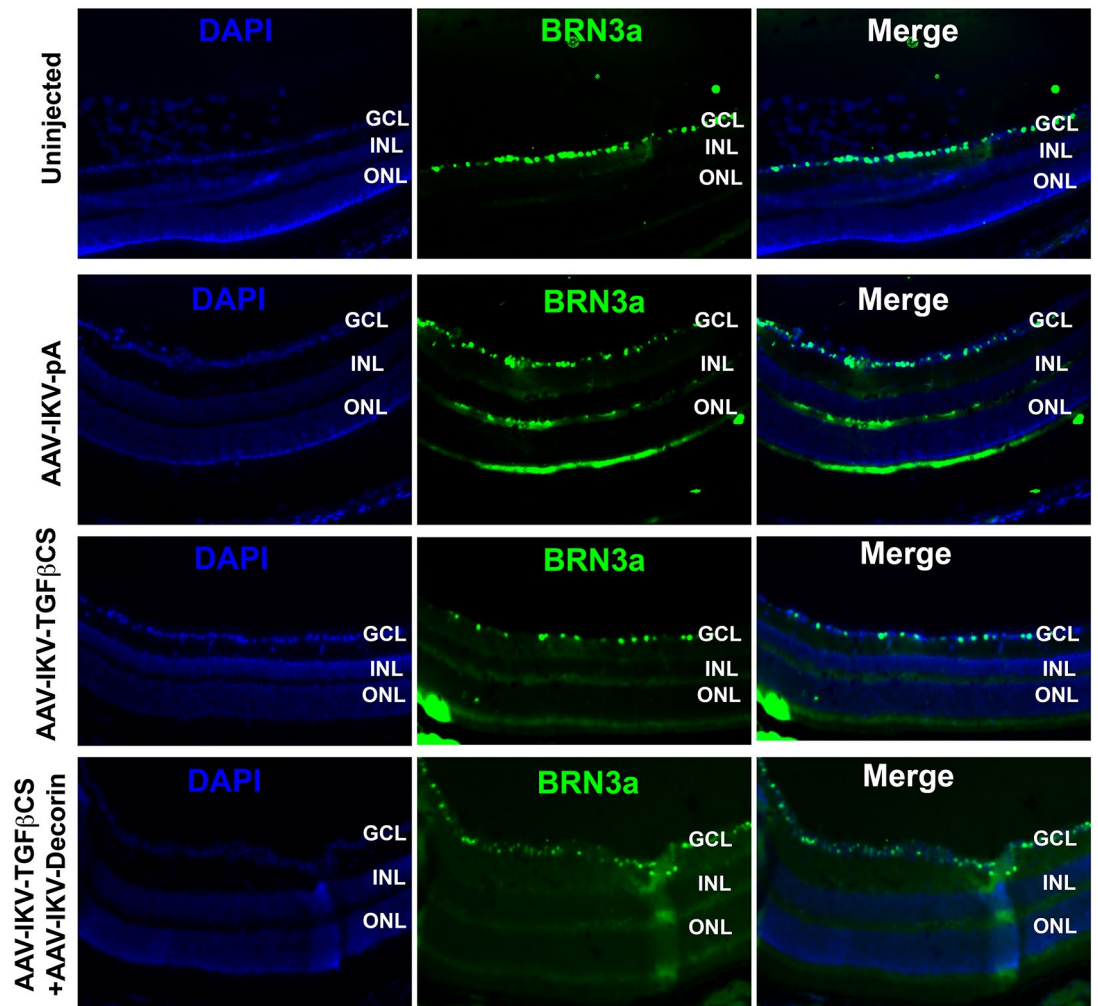 Uninjected
DAPI
BRN3a
Merge
GCL
INL
ONL
GCL
INL
ONL
GCL
INL
ONL
AAV-IKV-pA
DAPI
BRN3a
Merge
GCL
INL
ONL
GCL
INL
ONL
GCL
INL
ONL
AAV-IKV-TGFβCS
DAPI
BRN3a
Merge
GCL
INL
ONL
GCL
INL
ONL
GCL
INL
ONL
AAV-IKV-TGFβCS
+AAV-IKV-Decorin
DAPI
BRN3a
Merge
GCL
INL
ONL
GCL
INL
ONL
GCL
INL
ONL